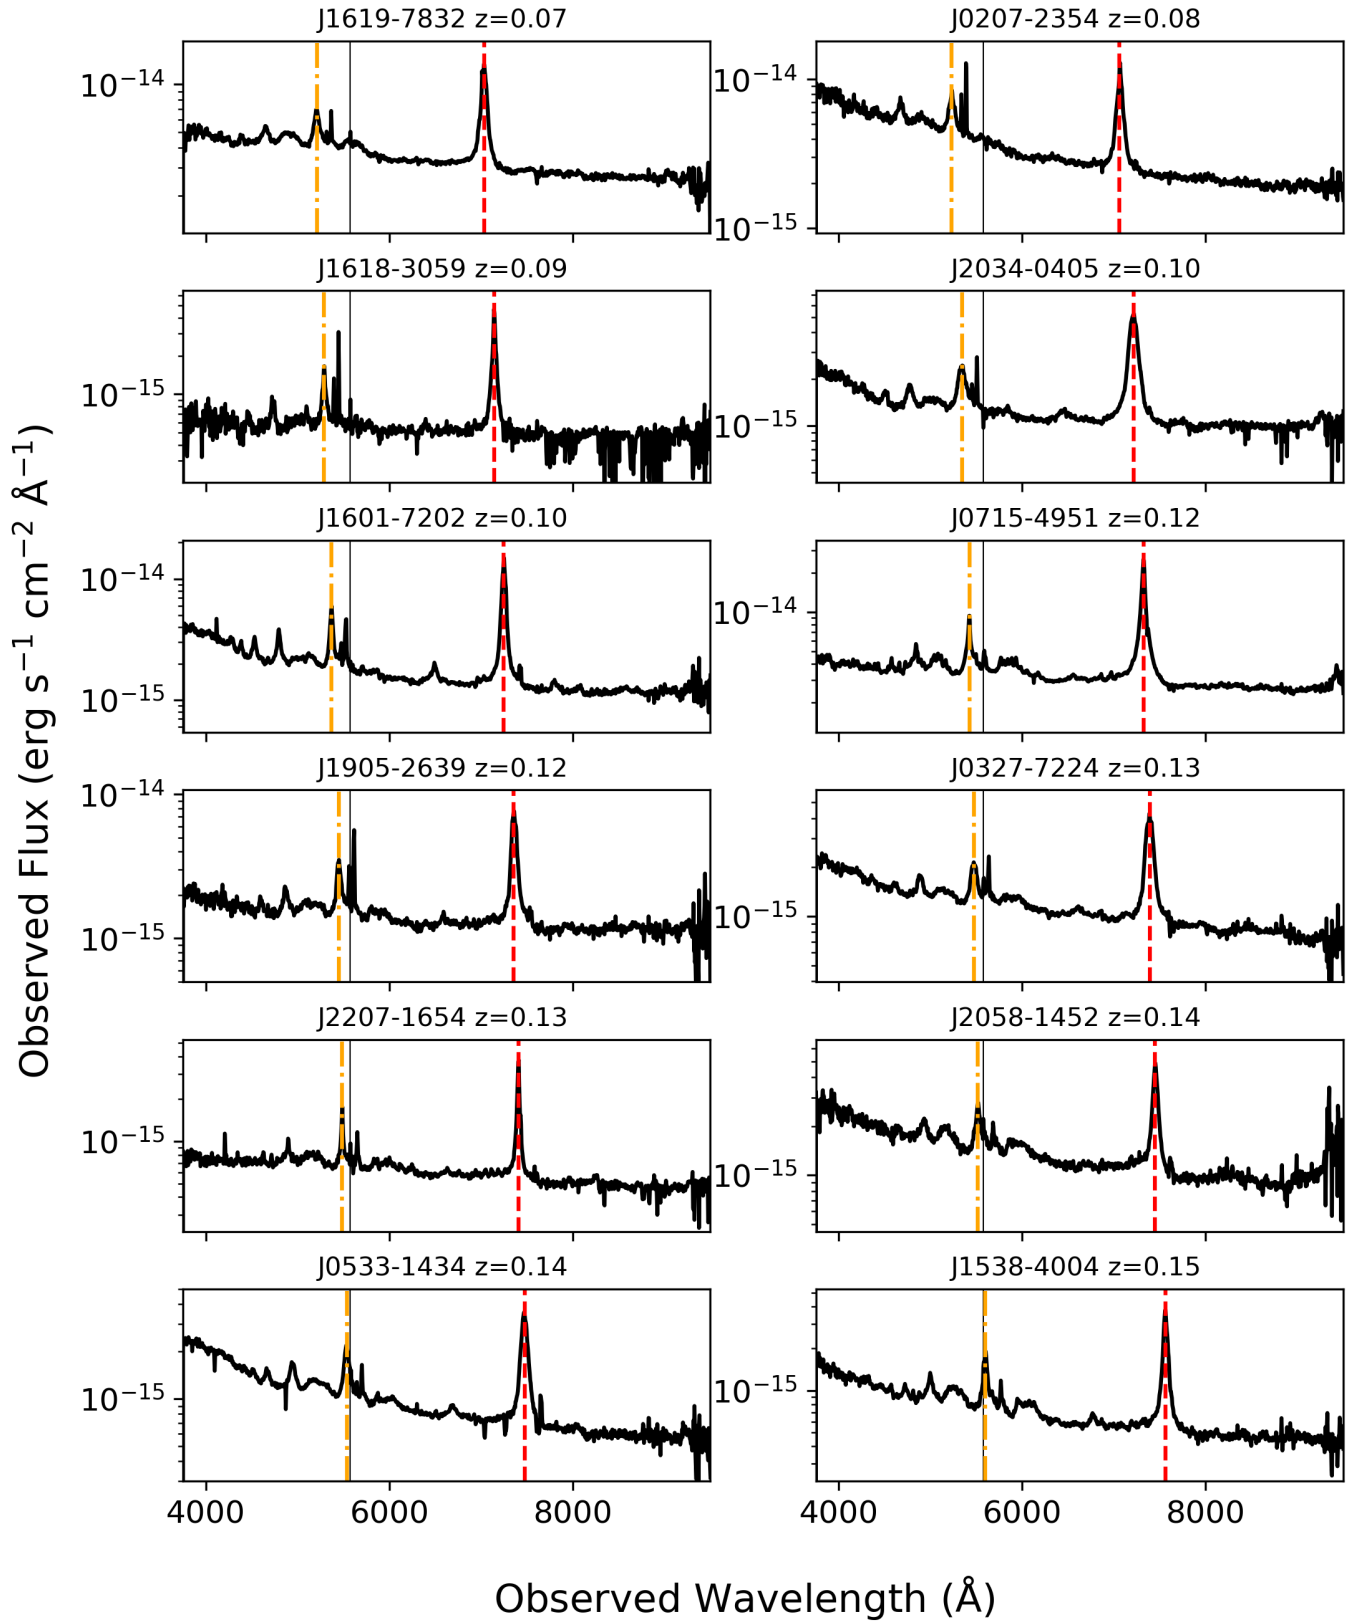 J1619-7832 z=0.07
J0207-2354 z=0.08
10⁻¹⁴
10⁻¹⁴
10⁻¹⁵
J1618-3059 z=0.09
J2034-0405 z=0.10
10⁻¹⁵
10⁻¹⁵
J1601-7202 z=0.10
J0715-4951 z=0.12
10⁻¹⁴
10⁻¹⁵
10⁻¹⁴
J1905-2639 z=0.12
J0327-7224 z=0.13
10⁻¹⁴
10⁻¹⁵
10⁻¹⁵
J2207-1654 z=0.13
J2058-1452 z=0.14
10⁻¹⁵
10⁻¹⁵
J0533-1434 z=0.14
J1538-4004 z=0.15
10⁻¹⁵
10⁻¹⁵
4000 6000 8000
4000 6000 8000
Observed Wavelength (Å)
Observed Flux (erg s⁻¹ cm⁻² Å⁻¹)